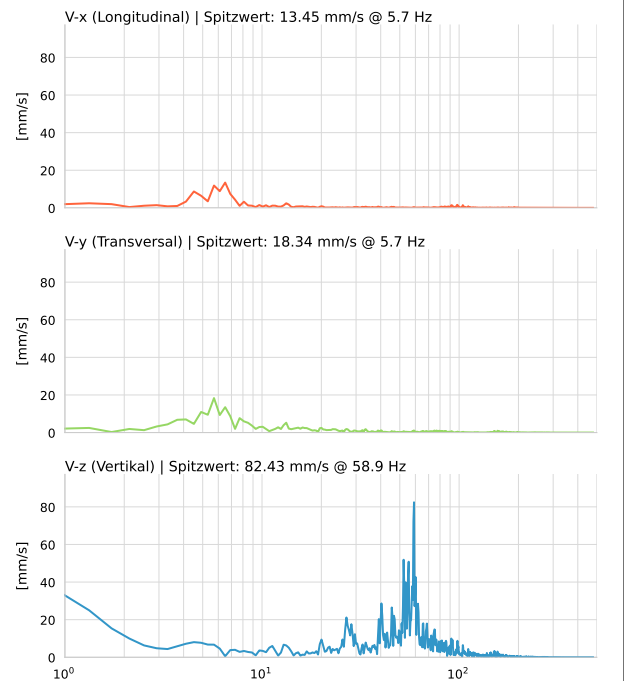 V-x (Longitudinal) | Spitzwert: 13.45 mm/s @ 5.7 Hz
80
60
[mm/s]
40
20
0
V-y (Transversal) | Spitzwert: 18.34 mm/s @ 5.7 Hz
80
60
[mm/s]
40
20
0
V-z (Vertikal) | Spitzwert: 82.43 mm/s @ 58.9 Hz
80
60
[mm/s]
40
20
0
10⁰ 10¹ 10²